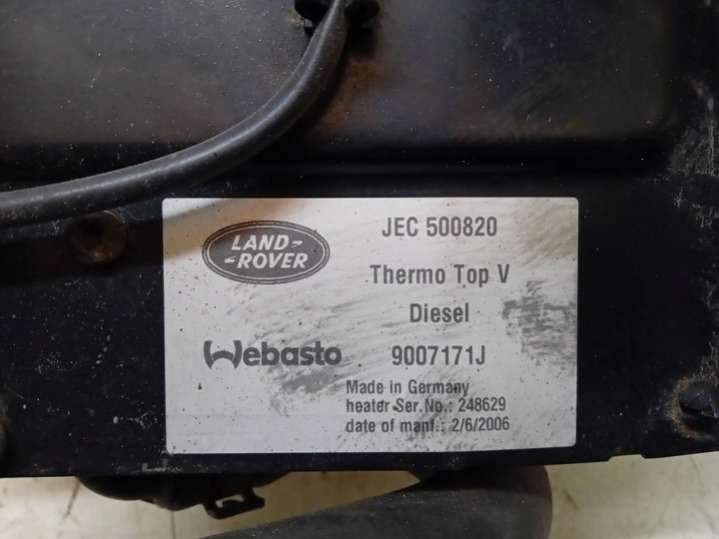 LAND-
-ROVER
JEC 500820
Thermo Top V
Diesel
Webasto 9007171J
Made in Germany
heater Ser.No.: 248629
date of manf.: 2/6/2006